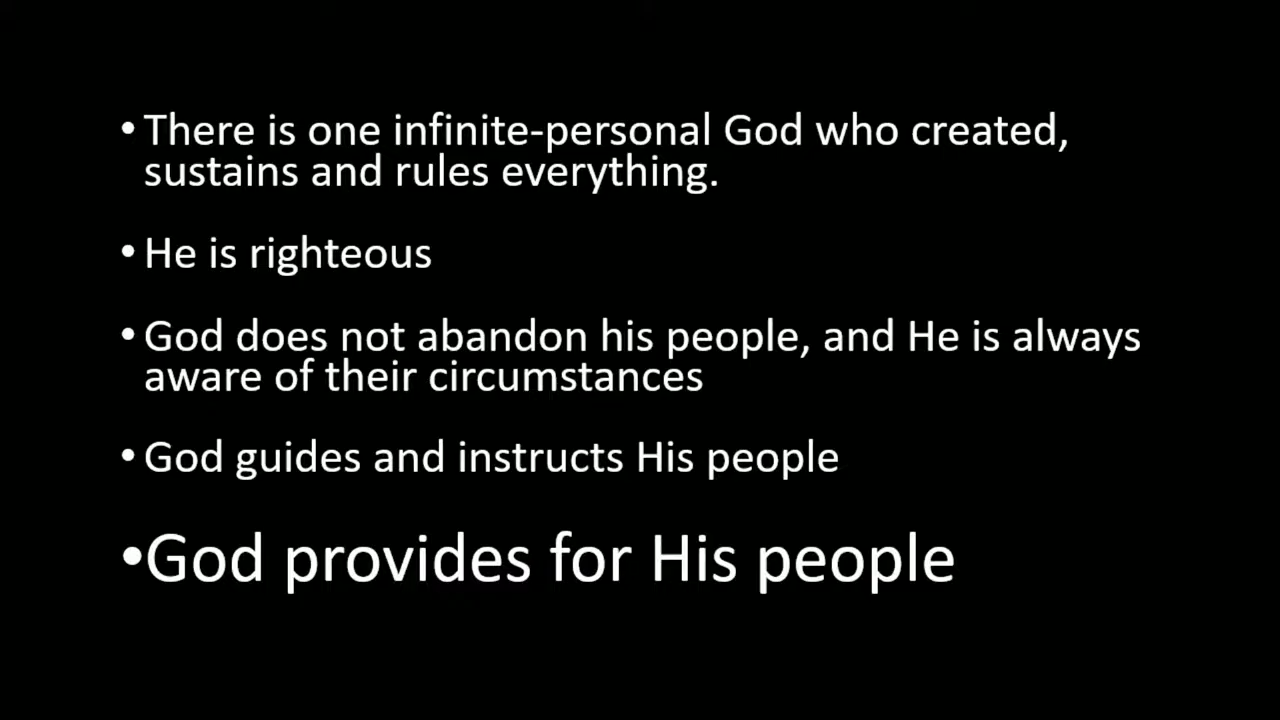 •There is one infinite-personal God who created,
sustains and rules everything.
•He is righteous
•God does not abandon his people, and He is always
aware of their circumstances
•God guides and instructs His people
•God provides for His people